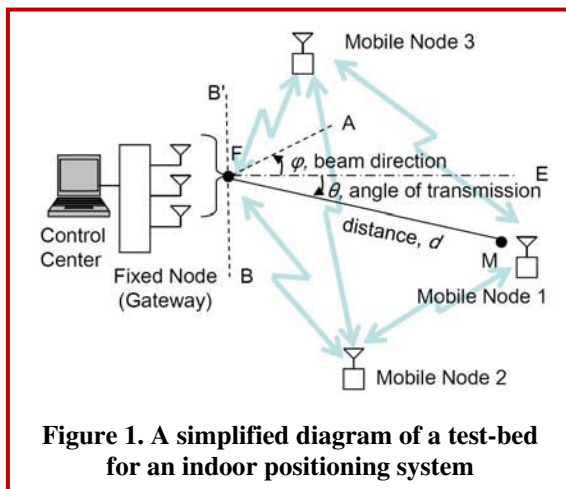 Mobile Node 3
B'
A
F
φ, beam direction
E
θ, angle of transmission
distance, d
Control
Center
Fixed Node
(Gateway)
B
M
Mobile Node 1
Mobile Node 2
Figure 1. A simplified diagram of a test-bed
for an indoor positioning system